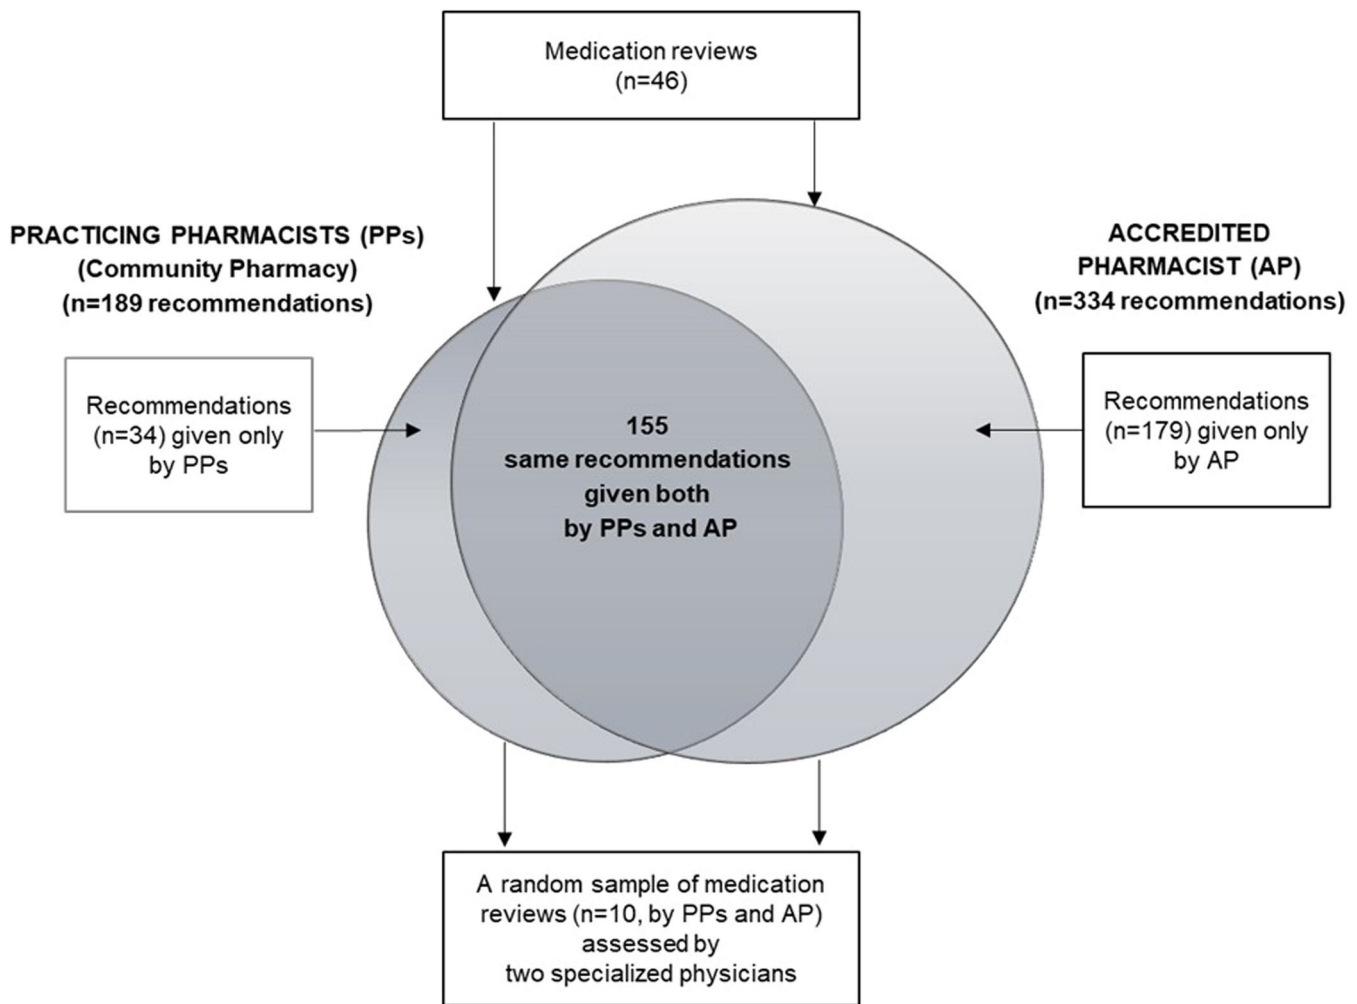 Medication reviews
(n=46)
PRACTICING PHARMACISTS (PPs)
(Community Pharmacy)
(n=189 recommendations)
ACCREDITED
PHARMACIST (AP)
(n=334 recommendations)
Recommendations
(n=34) given only
by PPs
155
same recommendations
given both
by PPs and AP
Recommendations
(n=179) given only
by AP
A random sample of medication
reviews (n=10, by PPs and AP)
assessed by
two specialized physicians